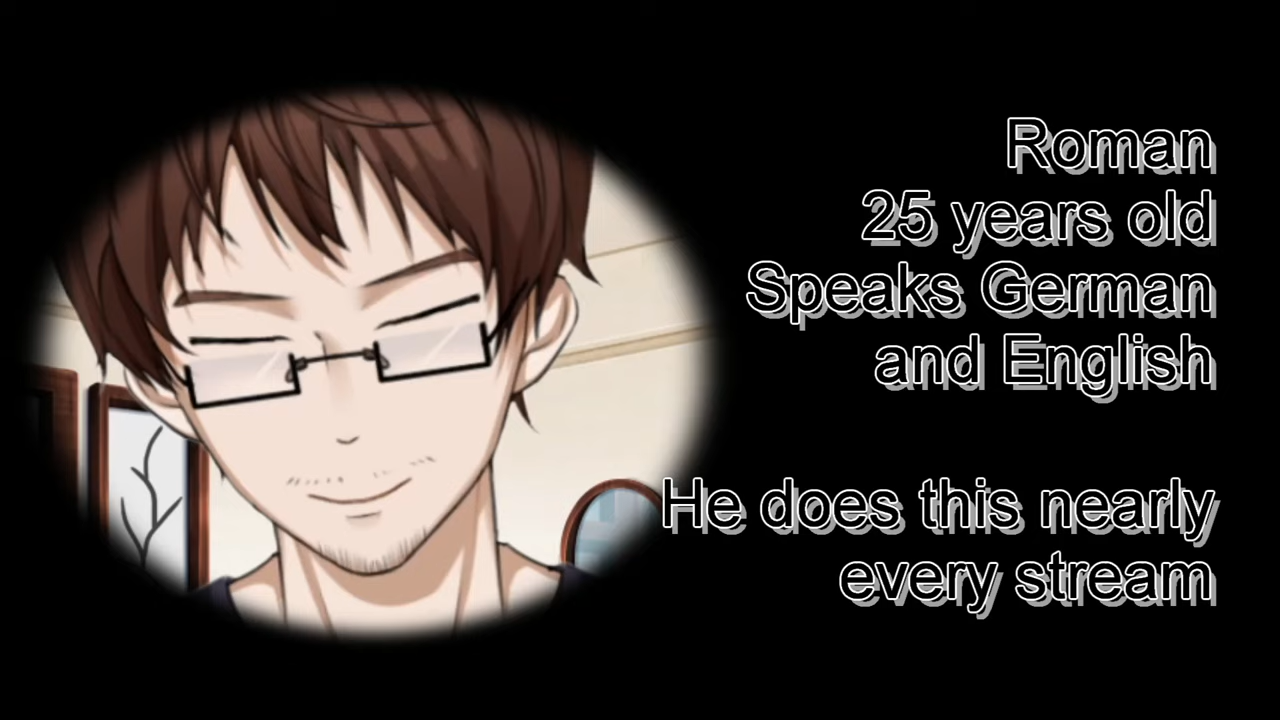 Roman
25 years old
Speaks German
and English
He does this nearly
every stream